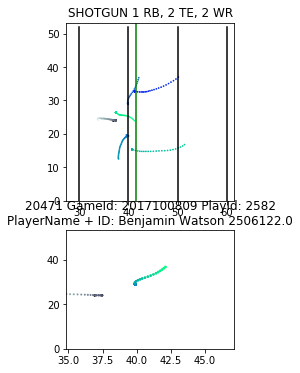 SHOTGUN 1 RB, 2 TE, 2 WR
50
40
30
20
10
0
30 40 50 60
20471 GameId: 2017100809 PlayId: 2582
PlayerName + ID: Benjamin Watson 2506122.0
40
20
0
35.0 37.5 40.0 42.5 45.0